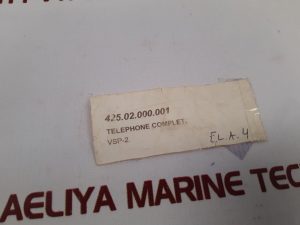 425.02.000.001
TELEPHONE COMPLET.
VSP-2
EL.A.4
AELIYA MARINE TEC